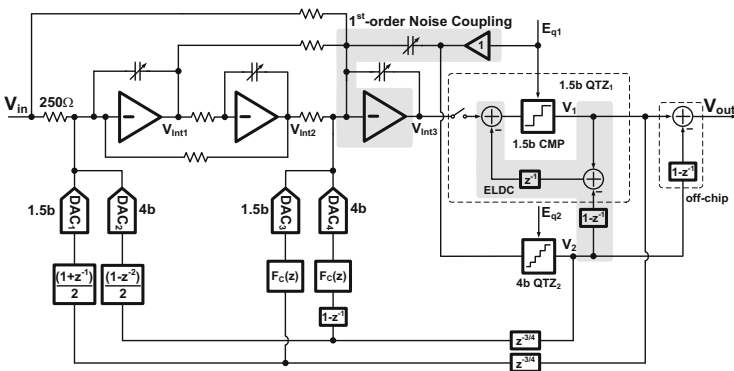 1st-order Noise Coupling
Eq1
1
1.5b QTZ1
Vin
250Ω
VInt1
VInt2
VInt3
V1
Vout
1.5b CMP
z-1
ELDC
1-z-1
off-chip
1-z-1
Eq2
V2
4b QTZ2
1.5b
DAC1
DAC2
4b
1.5b
DAC3
DAC4
4b
(1+z-1)
2
(1-z-2)
2
FC(z)
FC(z)
1-z-1
z-3/4
z-3/4